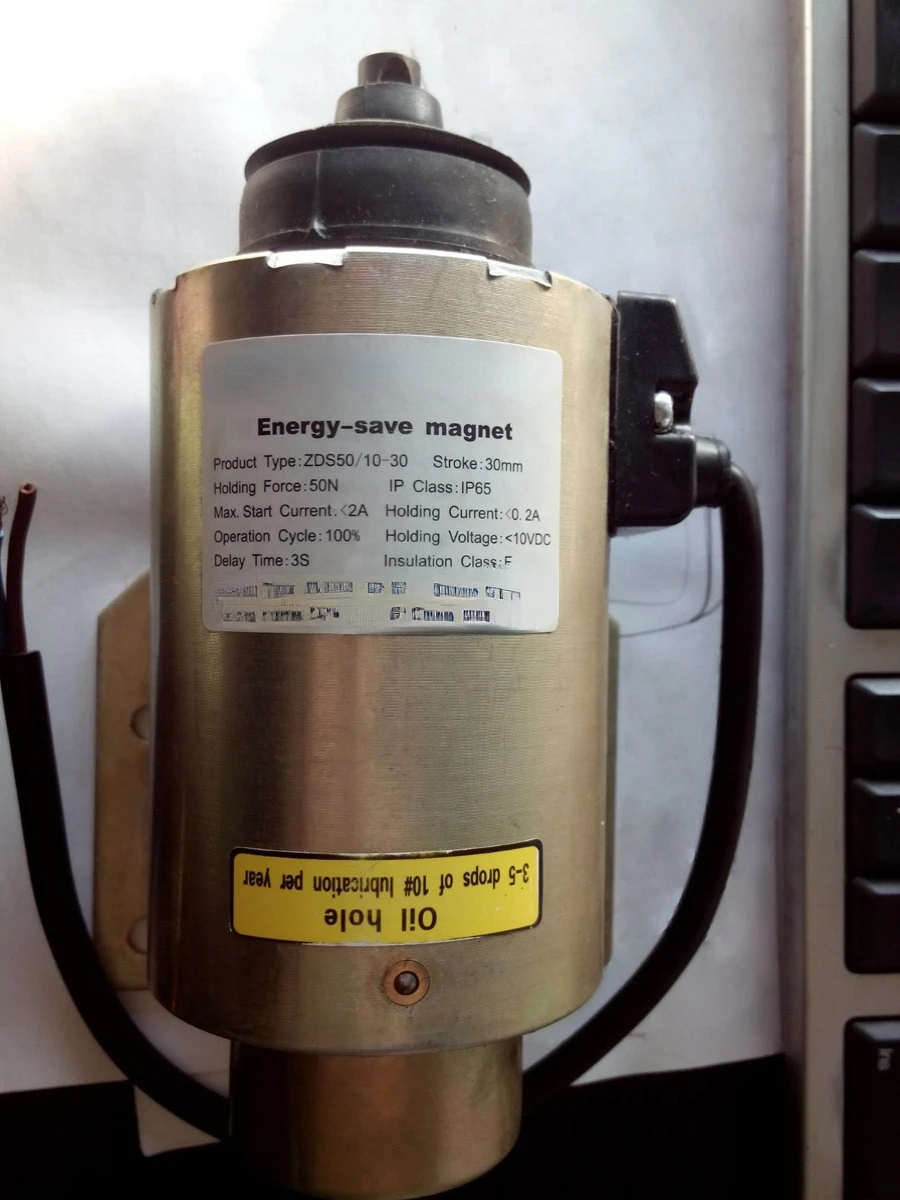 Energy-save magnet
Product Type:ZDS50/10-30 Stroke:30mm
Holding Force:50N IP Class:IP65
Max. Start Current:<2A Holding Current:<0.2A
Operation Cycle:100% Holding Voltage:<10VDC
Delay Time:3S Insulation Class:F
Oil hole
3-5 drops of 10# lubrication per year
Ins